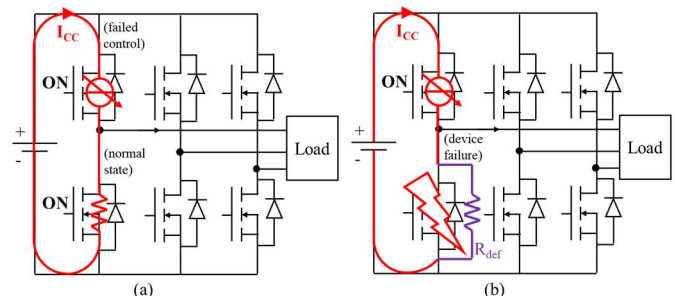 I_CC
(failed
control)
ON
+
-
(normal
state)
ON
Load
(a)
I_CC
ON
+
-
(device
failure)
Load
R_def
(b)